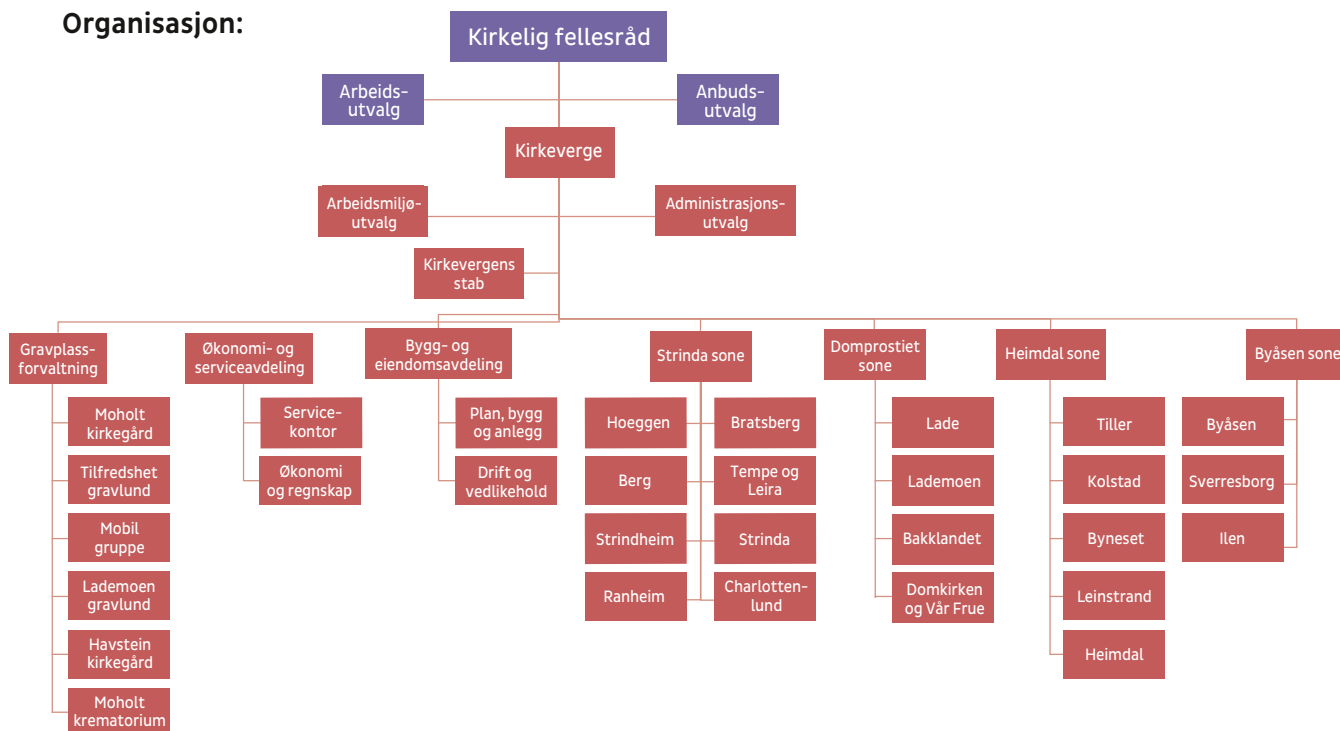 Organisasjon:
Kirkelig fellesråd
Arbeids-
utvalg
Anbuds-
utvalg
Kirkeverge
Arbeidsmiljø-
utvalg
Administrasjons-
utvalg
Kirkevergens
stab
Gravplass-
forvaltning
Moholt
kirkegård
Tilfredshet
gravlund
Mobil
gruppe
Lademoen
gravlund
Havstein
kirkegård
Moholt
krematorium
Økonomi- og
serviceavdeling
Service-
kontor
Økonomi
og regnskap
Bygg- og
eiendomsavdeling
Plan, bygg
og anlegg
Drift og
vedlikehold
Strinda sone
Hoeggen
Bratsberg
Berg
Tempe og
Leira
Strindheim
Strinda
Ranheim
Charlotten-
lund
Domprostiet
sone
Lade
Lademoen
Bakklandet
Domkirken
og Vår Frue
Heimdal sone
Tiller
Kolstad
Byneset
Leinstrand
Heimdal
Byåsen sone
Byåsen
Sverresborg
Ilen